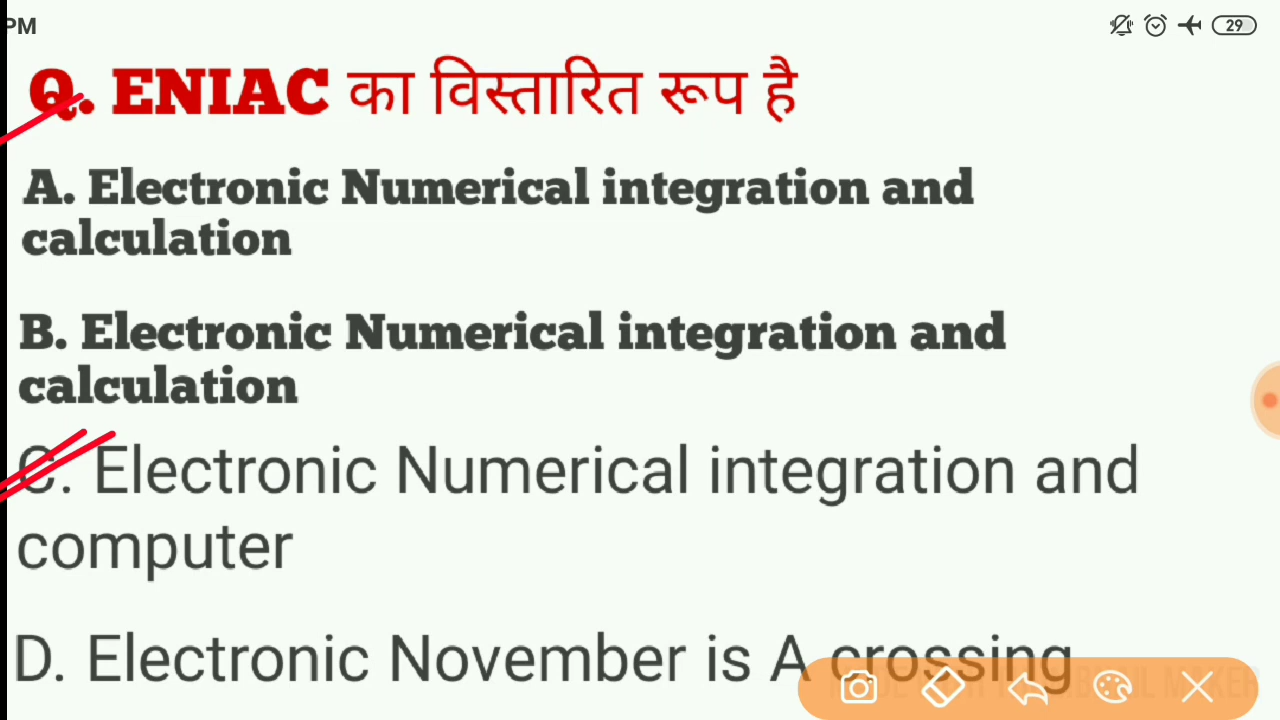 PM
29
Q. ENIAC का विस्तारित रूप है
A. Electronic Numerical integration and
calculation
B. Electronic Numerical integration and
calculation
C. Electronic Numerical integration and
computer
D. Electronic November is A crossing